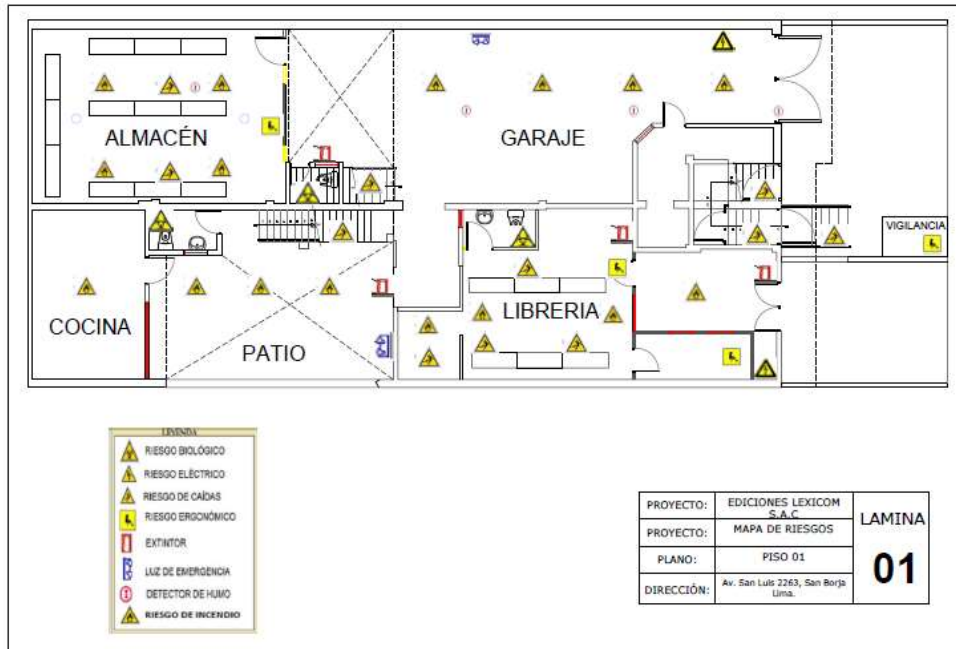 ALMACÉN
GARAJE
VIGILANCIA
COCINA
PATIO
LIBRERIA
LEYENDA
RIESGO BIOLÓGICO
RIESGO ELÉCTRICO
RIESGO DE CAÍDAS
RIESGO ERGONÓMICO
EXTINTOR
LUZ DE EMERGENCIA
DETECTOR DE HUMO
RIESGO DE INCENDIO
PROYECTO: EDICIONES LEXICOM S.A.C
PROYECTO: MAPA DE RIESGOS
PLANO: PISO 01
DIRECCIÓN: Av. San Luis 2263, San Borja
Lima.
LAMINA
01